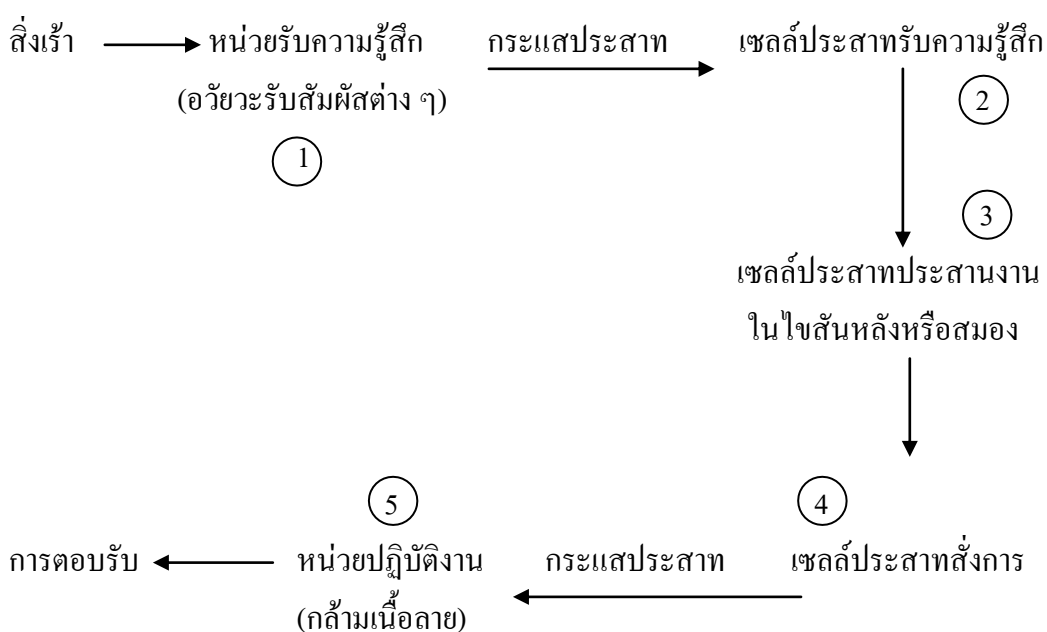 สิ่งเร้า หน่วยรับความรู้สึก กระแสประสาท เซลล์ประสาทรับความรู้สึก
(อวัยวะรับสัมผัสต่าง ๆ) 2
1
3
เซลล์ประสาทประสานงาน
ในไขสันหลังหรือสมอง
5 4
การตอบรับ หน่วยปฏิบัติงาน กระแสประสาท เซลล์ประสาทสั่งการ
(กล้ามเนื้อลาย)